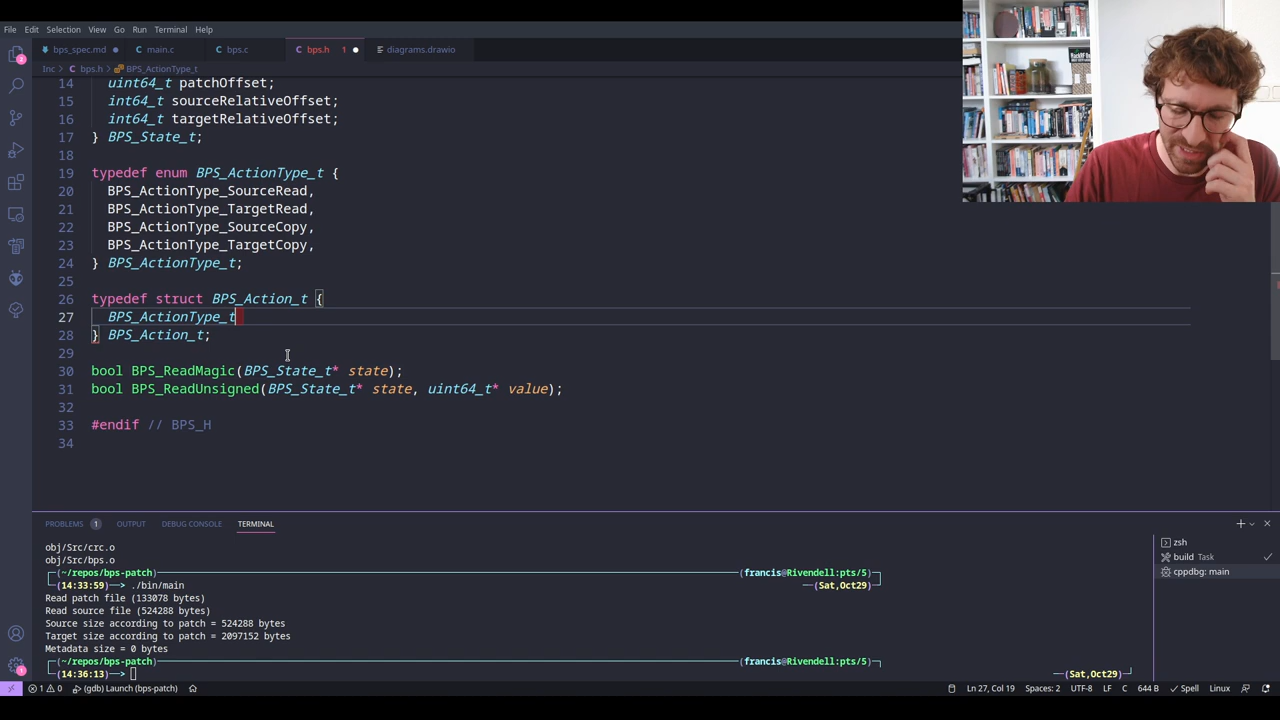 File Edit Selection View Go Run Terminal Help
bps_spec.md main.c bps.c bps.h 1 diagrams.drawio
Inc bps.h BPS_ActionType_t
14 uint64_t patchOffset;
15 int64_t sourceRelativeOffset;
16 int64_t targetRelativeOffset;
17 } BPS_State_t;
18
19 typedef enum BPS_ActionType_t {
20 BPS_ActionType_SourceRead,
21 BPS_ActionType_TargetRead,
22 BPS_ActionType_SourceCopy,
23 BPS_ActionType_TargetCopy,
24 } BPS_ActionType_t;
25
26 typedef struct BPS_Action_t {
27 BPS_ActionType_t
28 } BPS_Action_t;
29
30 bool BPS_ReadMagic(BPS_State_t* state);
31 bool BPS_ReadUnsigned(BPS_State_t* state, uint64_t* value);
32
33 #endif // BPS_H
34
PROBLEMS 1 OUTPUT DEBUG CONSOLE TERMINAL
obj/Src/crc.o
obj/Src/bps.o
(~/repos/bps-patch) (francis@Rivendell:pts/5)
(14:33:59)—> ./bin/main (Sat,Oct29)
Read patch file (133078 bytes)
Read source file (524288 bytes)
Source size according to patch = 524288 bytes
Target size according to patch = 2097152 bytes
Metadata size = 0 bytes
(~/repos/bps-patch) (francis@Rivendell:pts/5)
(14:36:13)—> (Sat,Oct29)
zsh
build Task
cppdbg: main
1 0 (gdb) Launch (bps-patch) Ln 27, Col 19 Spaces: 2 UTF-8 LF C 644 B Spell Linux